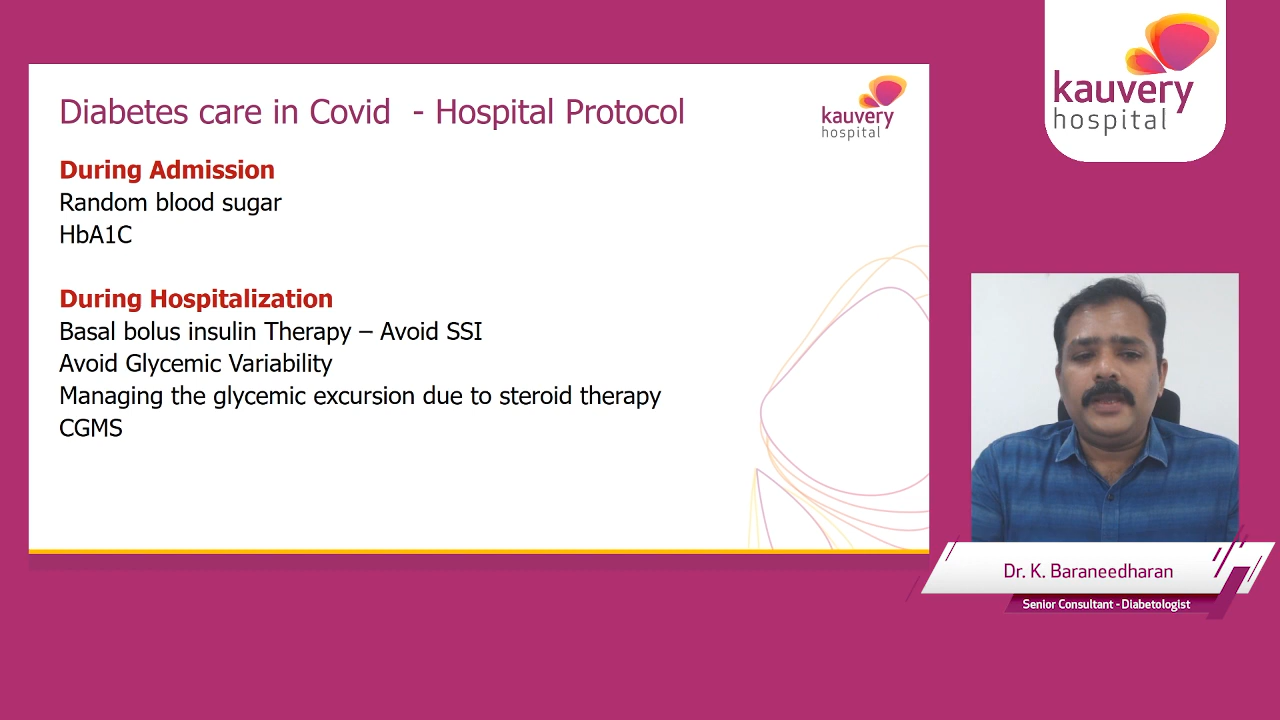 Diabetes care in Covid - Hospital Protocol
kauvery
hospital
During Admission
Random blood sugar
HbA1C
During Hospitalization
Basal bolus insulin Therapy – Avoid SSI
Avoid Glycemic Variability
Managing the glycemic excursion due to steroid therapy
CGMS
kauvery
hospital
Dr. K. Baraneedharan
Senior Consultant - Diabetologist